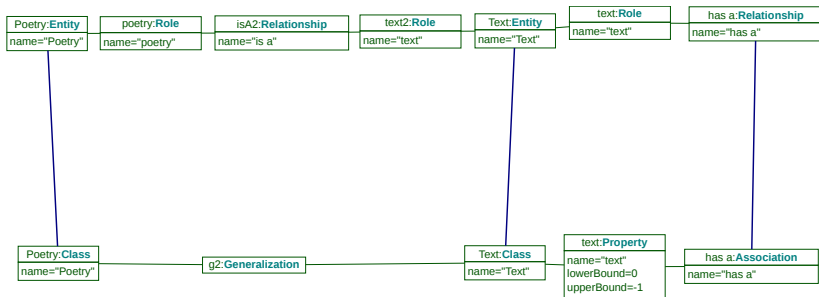 Poetry:Entity
name="Poetry"
poetry:Role
name="poetry"
isA2:Relationship
name="is a"
text2:Role
name="text"
Text:Entity
name="Text"
text:Role
name="text"
has a:Relationship
name="has a"
Poetry:Class
name="Poetry"
g2:Generalization
Text:Class
name="Text"
text:Property
name="text"
lowerBound=0
upperBound=-1
has a:Association
name="has a"